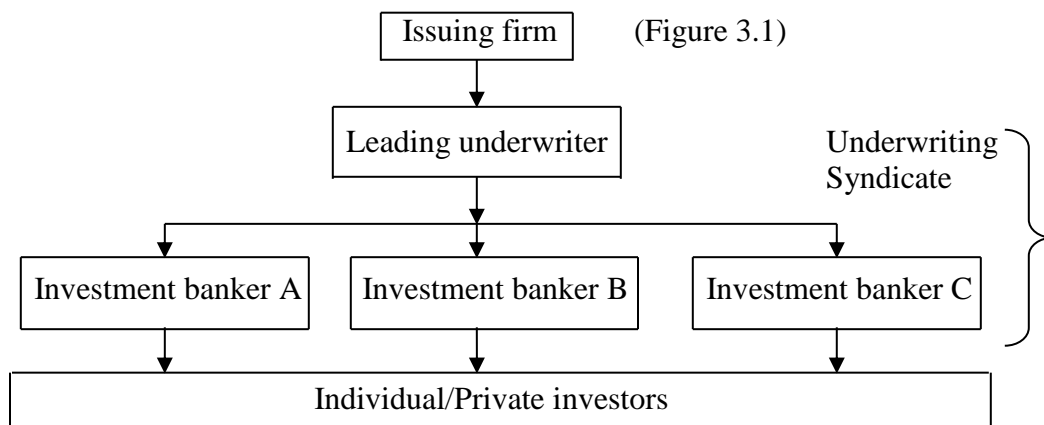 Issuing firm
(Figure 3.1)
Leading underwriter
Underwriting
Syndicate
Investment banker A
Investment banker B
Investment banker C
Individual/Private investors